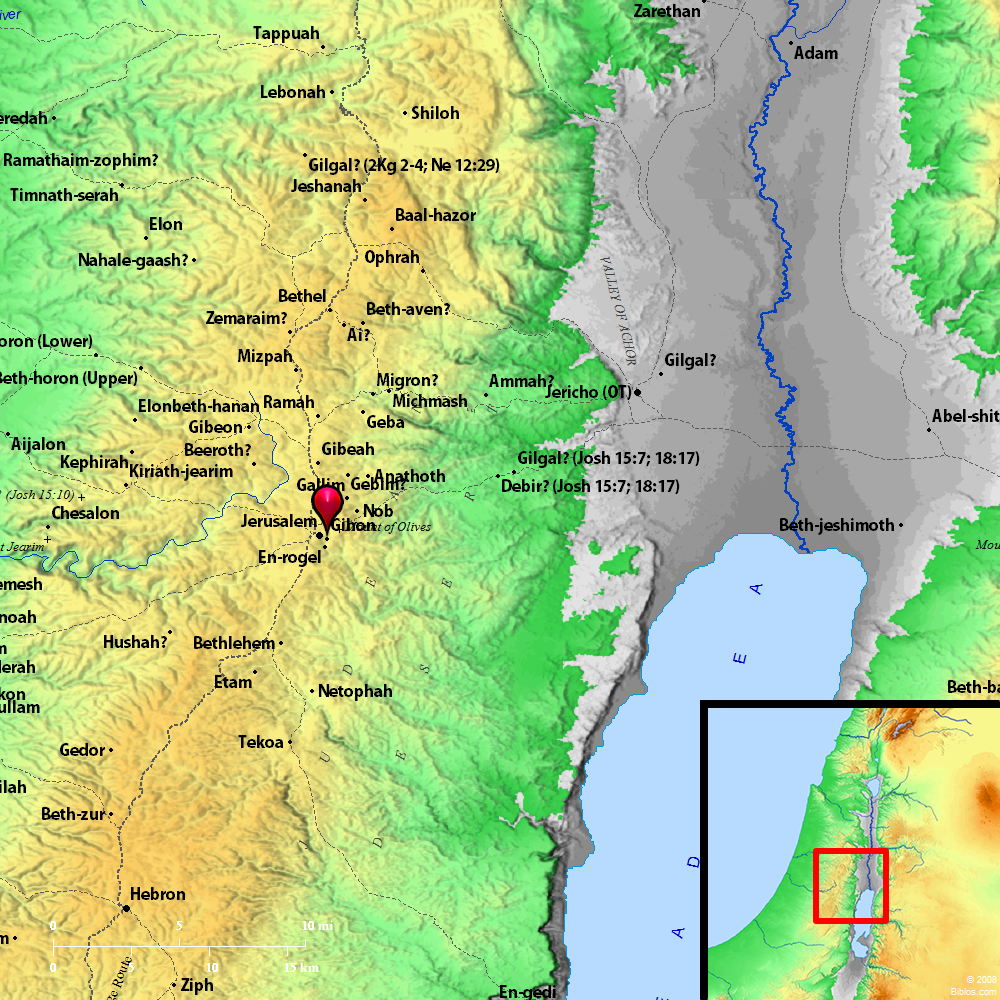 iver
Zarethan
Tappuah
Adam
Lebonah
Shiloh
eredah
Ramathaim-zophim?
Gilgal? (2Kg 2-4; Ne 12:29)
Jeshanah
Timnath-serah
Baal-hazor
Elon
Ophrah
Nahale-gaash?
VALLEY OF ACHOR
Bethel
Beth-aven?
Zemaraim?
Ai?
oron (Lower)
Mizpah
Gilgal?
Beth-horon (Upper)
Migron?
Ammah?
Jericho (OT)
Michmash
Elonbeth-hanan
Ramah
Geba
Abel-shit
Gibeon
Aijalon
Beeroth?
Gibeah
Gilgal? (Josh 15:7; 18:17)
Kephirah
Kiriath-jearim
Anathoth
Gallim
Gebim?
Debir? (Josh 15:7; 18:17)
? (Josh 15:10)
Chesalon
Nob
Jerusalem
Gihon
Mount of Olives
Beth-jeshimoth
t Jearim
Mou
En-rogel
emesh
noah
Hushah?
Bethlehem
m
lerah
Etam
Netophah
kon
ullam
Beth-ba
Gedor
Tekoa
ilah
Beth-zur
J U D E
D E S E R
D E A D
S E A
Hebron
0 5 10 mi
0 5 10 15 km
m
Re Route
Ziph
En-gedi
© 2008
Biblos.com